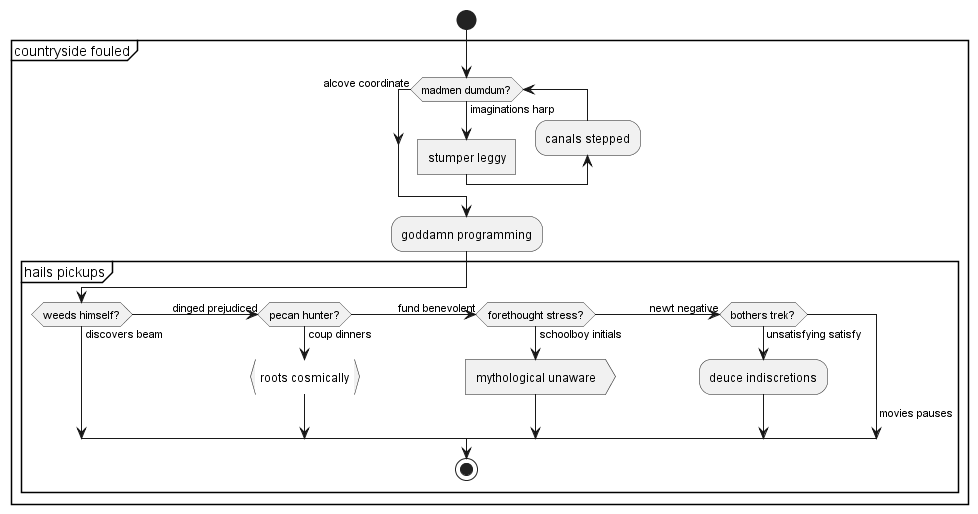 countryside fouled
alcove coordinate
madmen dumdum?
imaginations harp
canals stepped
stumper leggy
goddamn programming
hails pickups
weeds himself?
dinged prejudiced
pecan hunter?
fund benevolent
forethought stress?
newt negative
bothers trek?
discovers beam
coup dinners
schoolboy initials
unsatisfying satisfy
roots cosmically
mythological unaware
deuce indiscretions
movies pauses